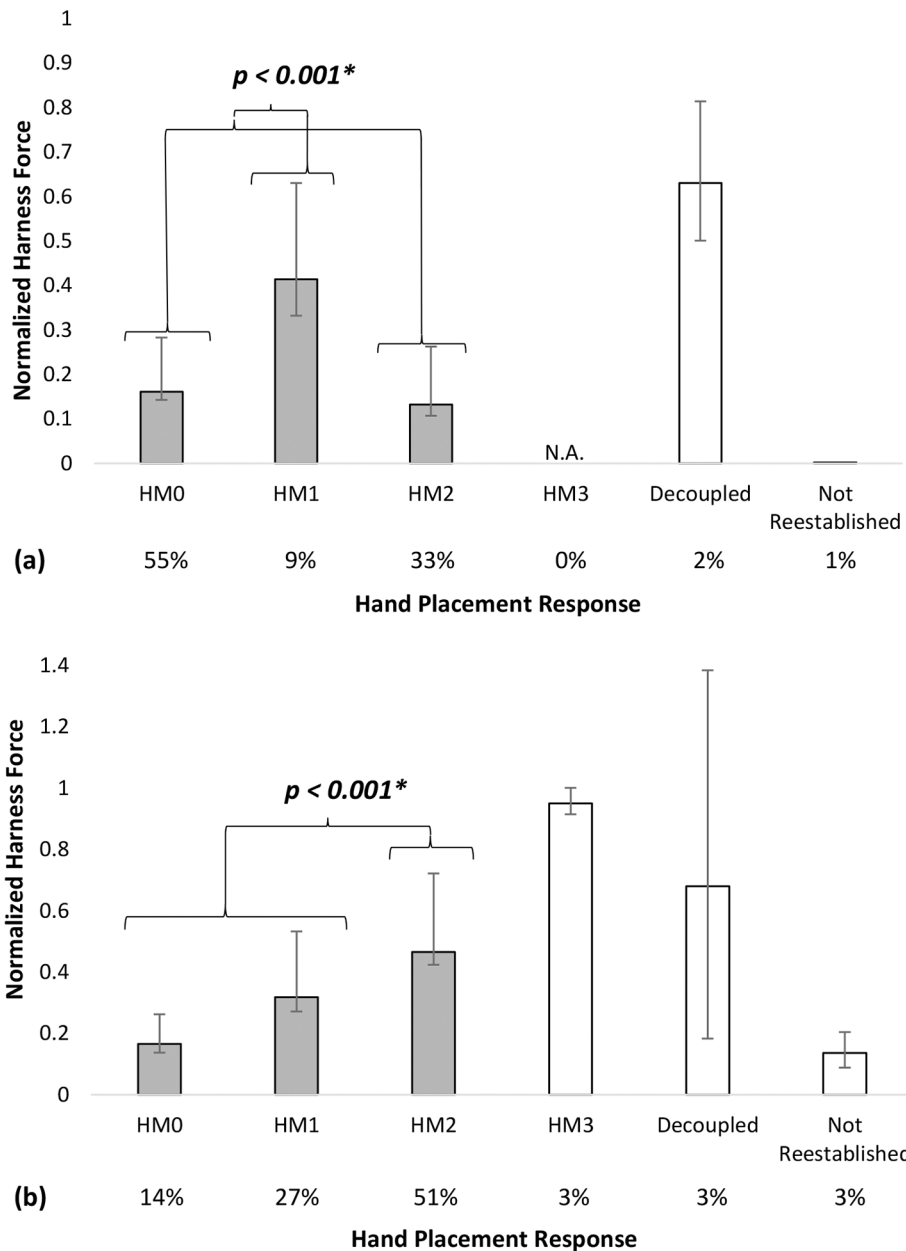 1
0.9
0.8
0.7
0.6
0.5
0.4
0.3
0.2
0.1
0
Normalized Harness Force
p < 0.001*
N.A.
HM0 HM1 HM2 HM3 Decoupled Not
Reestablished
(a) 55% 9% 33% 0% 2% 1%
Hand Placement Response
1.4
1.2
1
0.8
0.6
0.4
0.2
0
Normalized Harness Force
p < 0.001*
HM0 HM1 HM2 HM3 Decoupled Not
Reestablished
(b) 14% 27% 51% 3% 3% 3%
Hand Placement Response